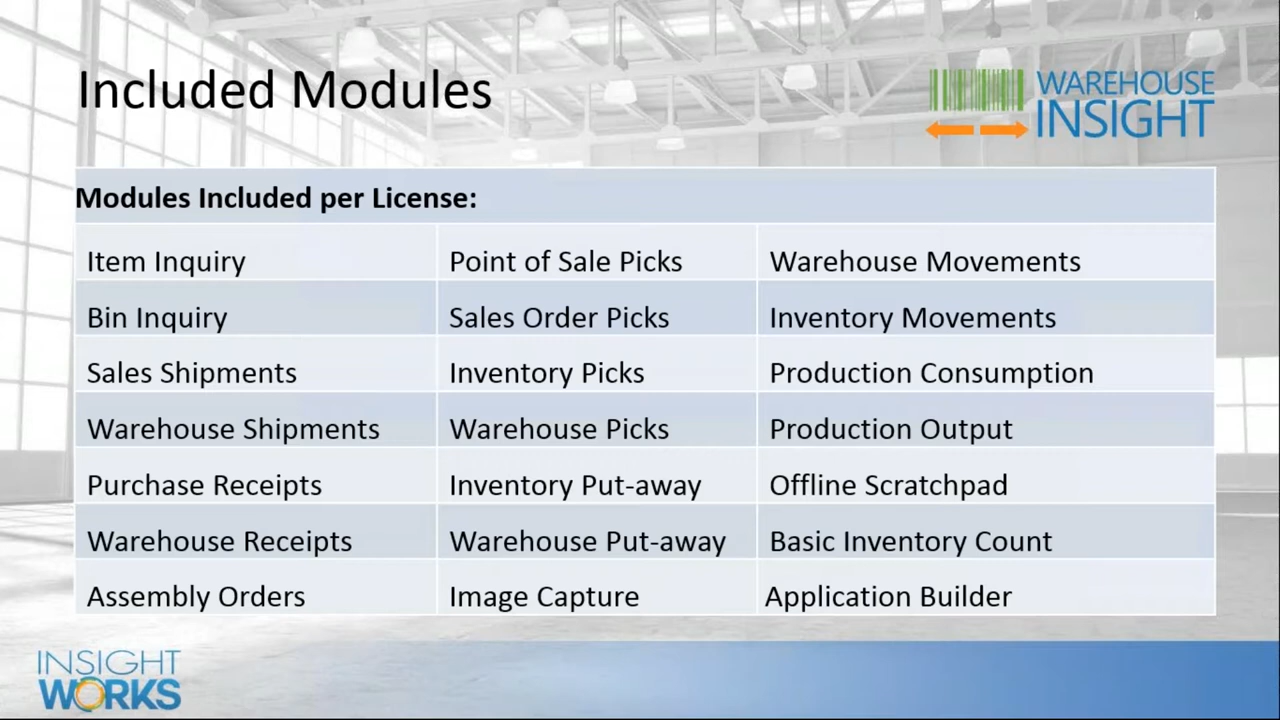 Included Modules
WAREHOUSE
INSIGHT
Modules Included per License:
Item Inquiry Point of Sale Picks Warehouse Movements
Bin Inquiry Sales Order Picks Inventory Movements
Sales Shipments Inventory Picks Production Consumption
Warehouse Shipments Warehouse Picks Production Output
Purchase Receipts Inventory Put-away Offline Scratchpad
Warehouse Receipts Warehouse Put-away Basic Inventory Count
Assembly Orders Image Capture Application Builder
INSIGHT
WORKS